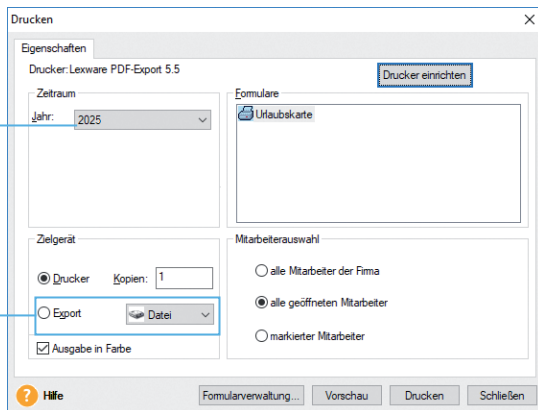 Drucken
Eigenschaften
Drucker:Lexware PDF-Export 5.5
Drucker einrichten
Zeitraum
Jahr: 2025
Formulare
Urlaubskarte
Zielgerät
Drucker Kopien: 1
Export Datei
Ausgabe in Farbe
Mitarbeiterauswahl
alle Mitarbeiter der Firma
alle geöffneten Mitarbeiter
markierter Mitarbeiter
? Hilfe Formularverwaltung... Vorschau Drucken Schließen